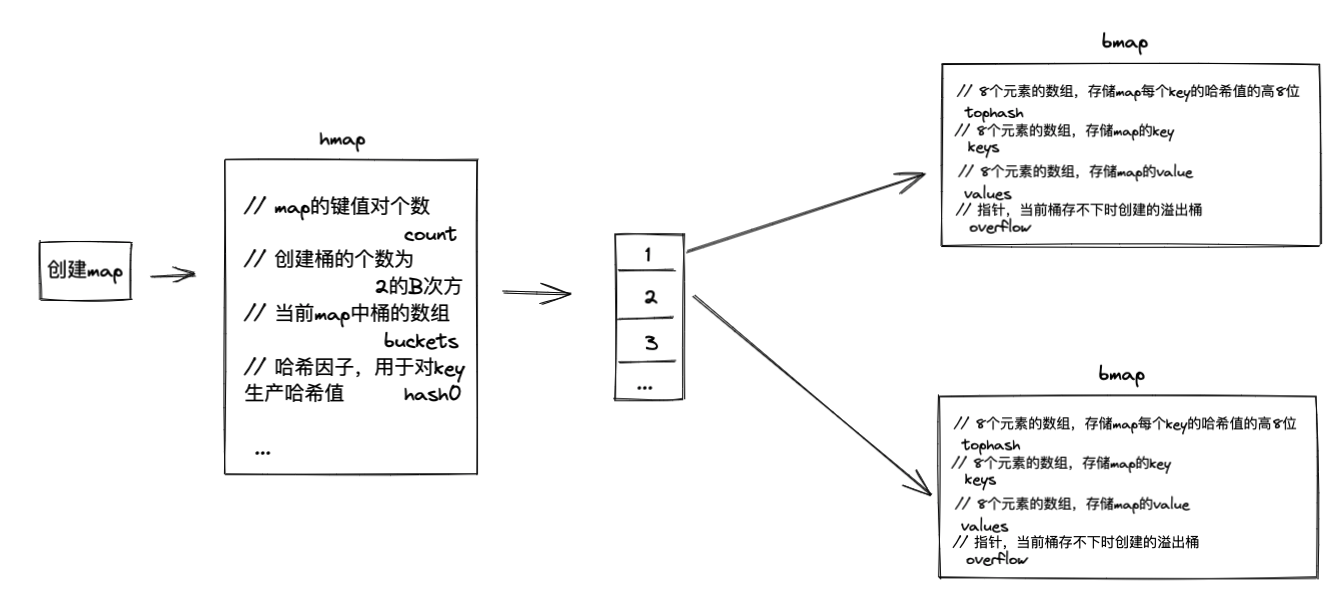 创建map
hmap
// map的键值对个数
count
// 创建桶的个数为
2的B次方
// 当前map中桶的数组
buckets
// 哈希因子，用于对key
生产哈希值 hash0
...
1
2
3
...
bmap
// 8个元素的数组，存储map每个key的哈希值的高8位
tophash
// 8个元素的数组，存储map的key
keys
// 8个元素的数组，存储map的value
values
// 指针，当前桶存不下时创建的溢出桶
overflow
bmap
// 8个元素的数组，存储map每个key的哈希值的高8位
tophash
// 8个元素的数组，存储map的key
keys
// 8个元素的数组，存储map的value
values
// 指针，当前桶存不下时创建的溢出桶
overflow